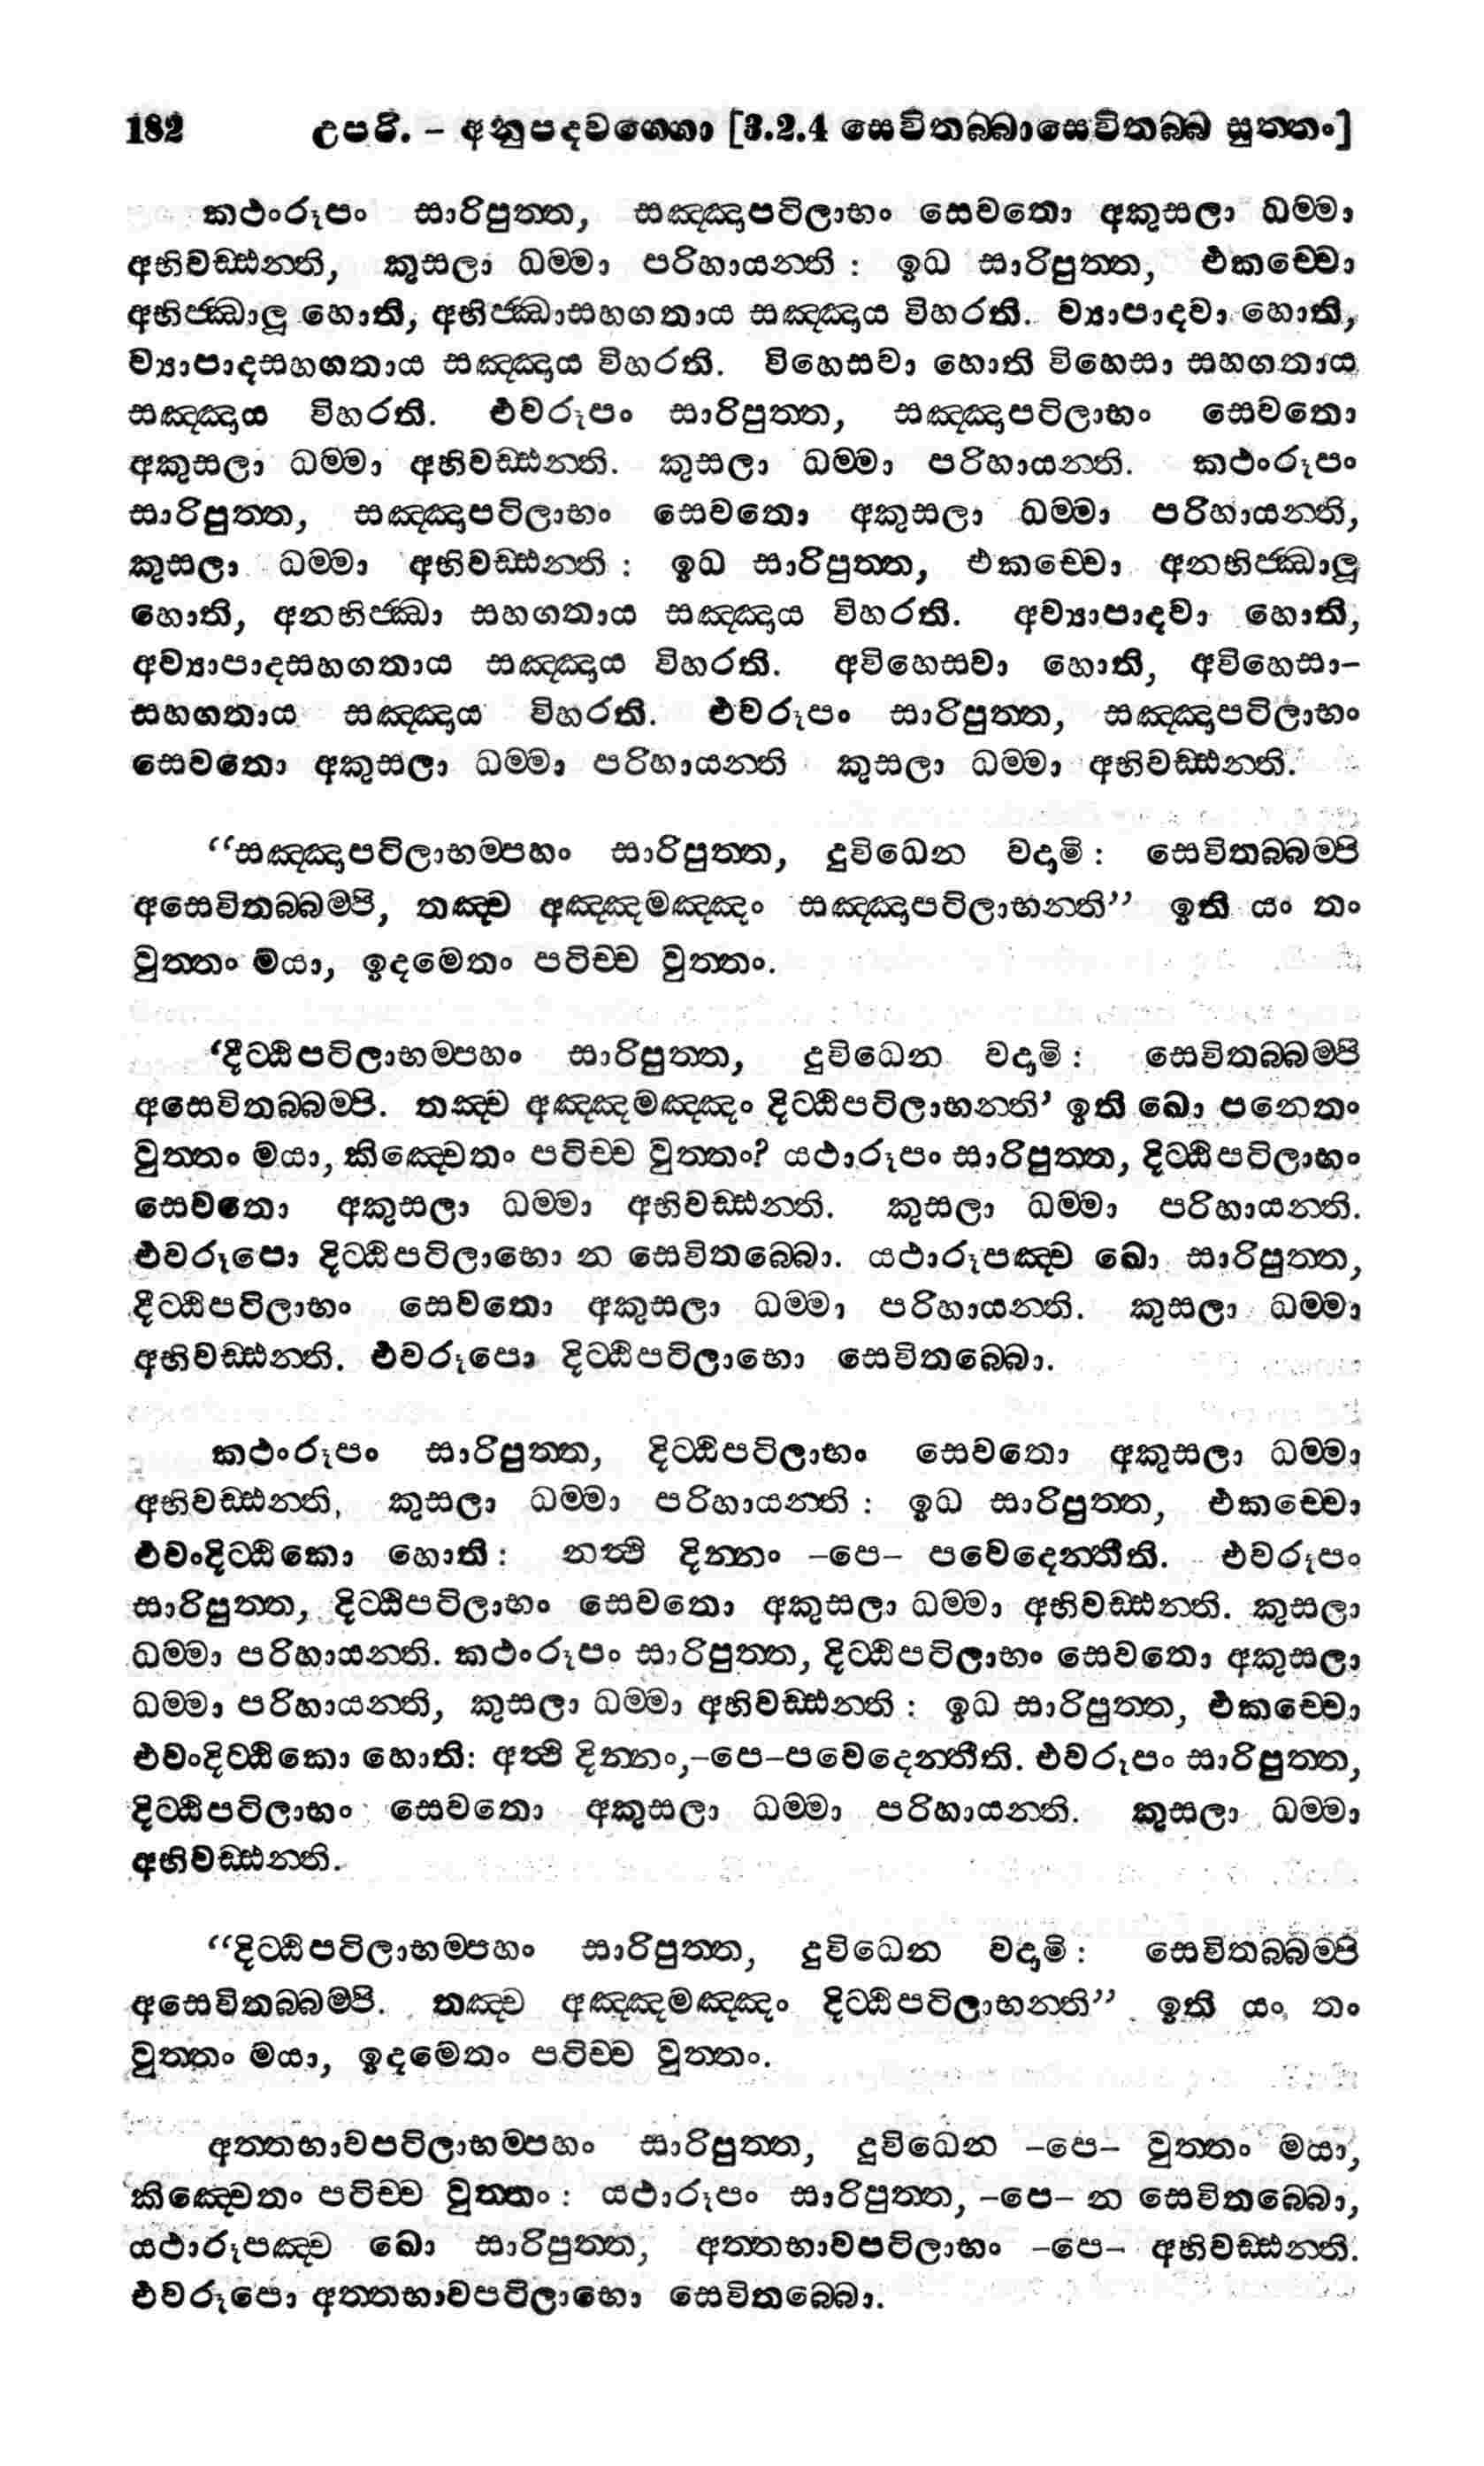 182 උපරි. – අනුපදවග්ගො [3.2.4 සෙවිතබ්බාසෙවිතබ්බ සුත්තං]
කථංරූපං සාරිපුත්ත, සඤ්ඤාපටිලාභං සෙවතො අකුසලා ධම්මා
අභිවඩ්ඪන්ති, කුසලා ධම්මා පරිහායන්ති : ඉධ සාරිපුත්ත, එකච්චො
අභිජ්ඣාලූ හොති, අභිජ්ඣාසහගතාය සඤ්ඤාය විහරති. ව්‍යාපාදවා හොති,
ව්‍යාපාදසහගතාය සඤ්ඤාය විහරති. විහෙසවා හොති විහෙසා සහගතාය
සඤ්ඤාය විහරති. එවරූපං සාරිපුත්ත, සඤ්ඤාපටිලාභං සෙවතො
අකුසලා ධම්මා අභිවඩ්ඪන්ති. කුසලා ධම්මා පරිහායන්ති. කථංරූපං
සාරිපුත්ත, සඤ්ඤාපටිලාභං සෙවතො අකුසලා ධම්මා පරිහායන්ති,
කුසලා ධම්මා අභිවඩ්ඪන්ති : ඉධ සාරිපුත්ත, එකච්චො අනභිජ්ඣාලූ
හොති, අනභිජ්ඣා සහගතාය සඤ්ඤාය විහරති. අව්‍යාපාදවා හොති,
අව්‍යාපාදසහගතාය සඤ්ඤාය විහරති. අවිහෙසවා හොති, අවිහෙසා–
සහගතාය සඤ්ඤාය විහරති. එවරූපං සාරිපුත්ත, සඤ්ඤාපටිලාභං
සෙවතො අකුසලා ධම්මා පරිහායන්ති කුසලා ධම්මා අභිවඩ්ඪන්ති.
“සඤ්ඤාපටිලාභම්පහං සාරිපුත්ත, දුවිධෙන වදාමි : සෙවිතබ්බම්පි
අසෙවිතබ්බම්පි, තඤ්ච අඤ්ඤමඤ්ඤං සඤ්ඤාපටිලාභන්ති” ඉති යං තං
වුත්තං මයා, ඉදමෙතං පටිච්ච වුත්තං.
‘දිට්ඨිපටිලාභම්පහං සාරිපුත්ත, දුවිධෙන වදාමි : සෙවිතබ්බම්පි
අසෙවිතබ්බම්පි. තඤ්ච අඤ්ඤමඤ්ඤං දිට්ඨිපටිලාභන්ති’ ඉති ඛො පනෙතං
වුත්තං මයා, කිඤ්චෙතං පටිච්ච වුත්තං? යථාරූපං සාරිපුත්ත, දිට්ඨිපටිලාභං
සෙවතො අකුසලා ධම්මා අභිවඩ්ඪන්ති. කුසලා ධම්මා පරිහායන්ති.
එවරූපො දිට්ඨිපටිලාභො න සෙවිතබ්බො. යථාරූපඤ්ච ඛො සාරිපුත්ත,
දිට්ඨිපටිලාභං සෙවතො අකුසලා ධම්මා පරිහායන්ති. කුසලා ධම්මා
අභිවඩ්ඪන්ති. එවරූපො දිට්ඨිපටිලාභො සෙවිතබ්බො.
කථංරූපං සාරිපුත්ත, දිට්ඨිපටිලාභං සෙවතො අකුසලා ධම්මා
අභිවඩ්ඪන්ති, කුසලා ධම්මා පරිහායන්ති : ඉධ සාරිපුත්ත, එකච්චො
එවංදිට්ඨිකො හොති : නත්ථි දින්නං –පෙ– පවෙදෙන්තීති. එවරූපං
සාරිපුත්ත, දිට්ඨිපටිලාභං සෙවතො අකුසලා ධම්මා අභිවඩ්ඪන්ති. කුසලා
ධම්මා පරිහායන්ති. කථංරූපං සාරිපුත්ත, දිට්ඨිපටිලාභං සෙවතො අකුසලා
ධම්මා පරිහායන්ති, කුසලා ධම්මා අභිවඩ්ඪන්ති : ඉධ සාරිපුත්ත, එකච්චො
එවංදිට්ඨිකො හොති: අත්ථි දින්නං,–පෙ–පවෙදෙන්තීති. එවරූපං සාරිපුත්ත,
දිට්ඨිපටිලාභං සෙවතො අකුසලා ධම්මා පරිහායන්ති. කුසලා ධම්මා
අභිවඩ්ඪන්ති.
“දිට්ඨිපටිලාභම්පහං සාරිපුත්ත, දුවිධෙන වදාමි : සෙවිතබ්බම්පි
අසෙවිතබ්බම්පි. තඤ්ච අඤ්ඤමඤ්ඤං දිට්ඨිපටිලාභන්ති” ඉති යං තං
වුත්තං මයා, ඉදමෙතං පටිච්ච වුත්තං.
අත්තභාවපටිලාභම්පහං සාරිපුත්ත, දුවිධෙන –පෙ– වුත්තං මයා,
කිඤ්චෙතං පටිච්ච වුත්තං : යථාරූපං සාරිපුත්ත, –පෙ– න සෙවිතබ්බො,
යථාරූපඤ්ච ඛො සාරිපුත්ත, අත්තභාවපටිලාභං –පෙ– අභිවඩ්ඪන්ති.
එවරූපො අත්තභාවපටිලාභො සෙවිතබ්බො.